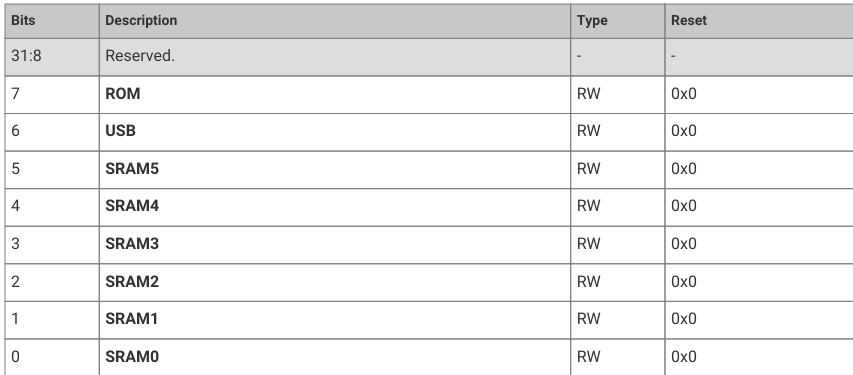 Bits Description Type Reset
31:8 Reserved. - -
7 ROM RW 0x0
6 USB RW 0x0
5 SRAM5 RW 0x0
4 SRAM4 RW 0x0
3 SRAM3 RW 0x0
2 SRAM2 RW 0x0
1 SRAM1 RW 0x0
0 SRAM0 RW 0x0